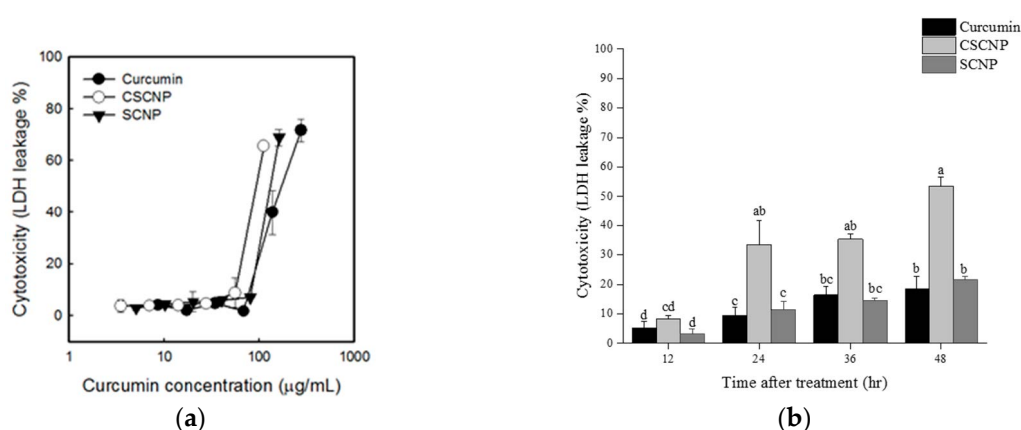 100
80
60
40
20
0
Cytotoxicity (LDH leakage %)
Curcumin
CSCNP
SCNP
1 10 100 1000
Curcumin concentration (μg/mL)
(a)
Curcumin
CSCNP
SCNP
100
90
80
70
60
50
40
30
20
10
0
Cytotoxicity (LDH leakage %)
d cd d
c ab c
bc ab bc
b a b
12 24 36 48
Time after treatment (hr)
(b)